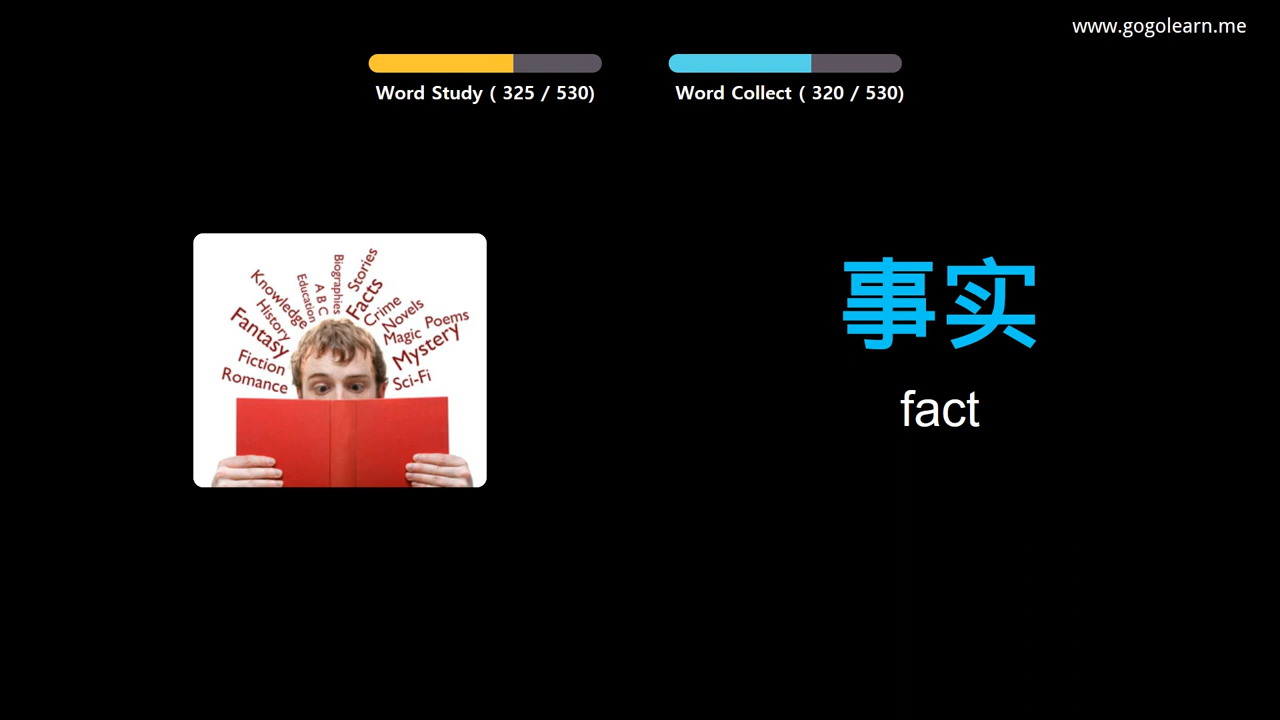 www.gogolearn.me
Word Study ( 325 / 530)
Word Collect ( 320 / 530)
Knowledge
History
Fantasy
Fiction
Romance
Education
A B C
Biographies
Stories
Facts
Crime
Novels
Magic
Poems
Mystery
Sci-Fi
事实
fact